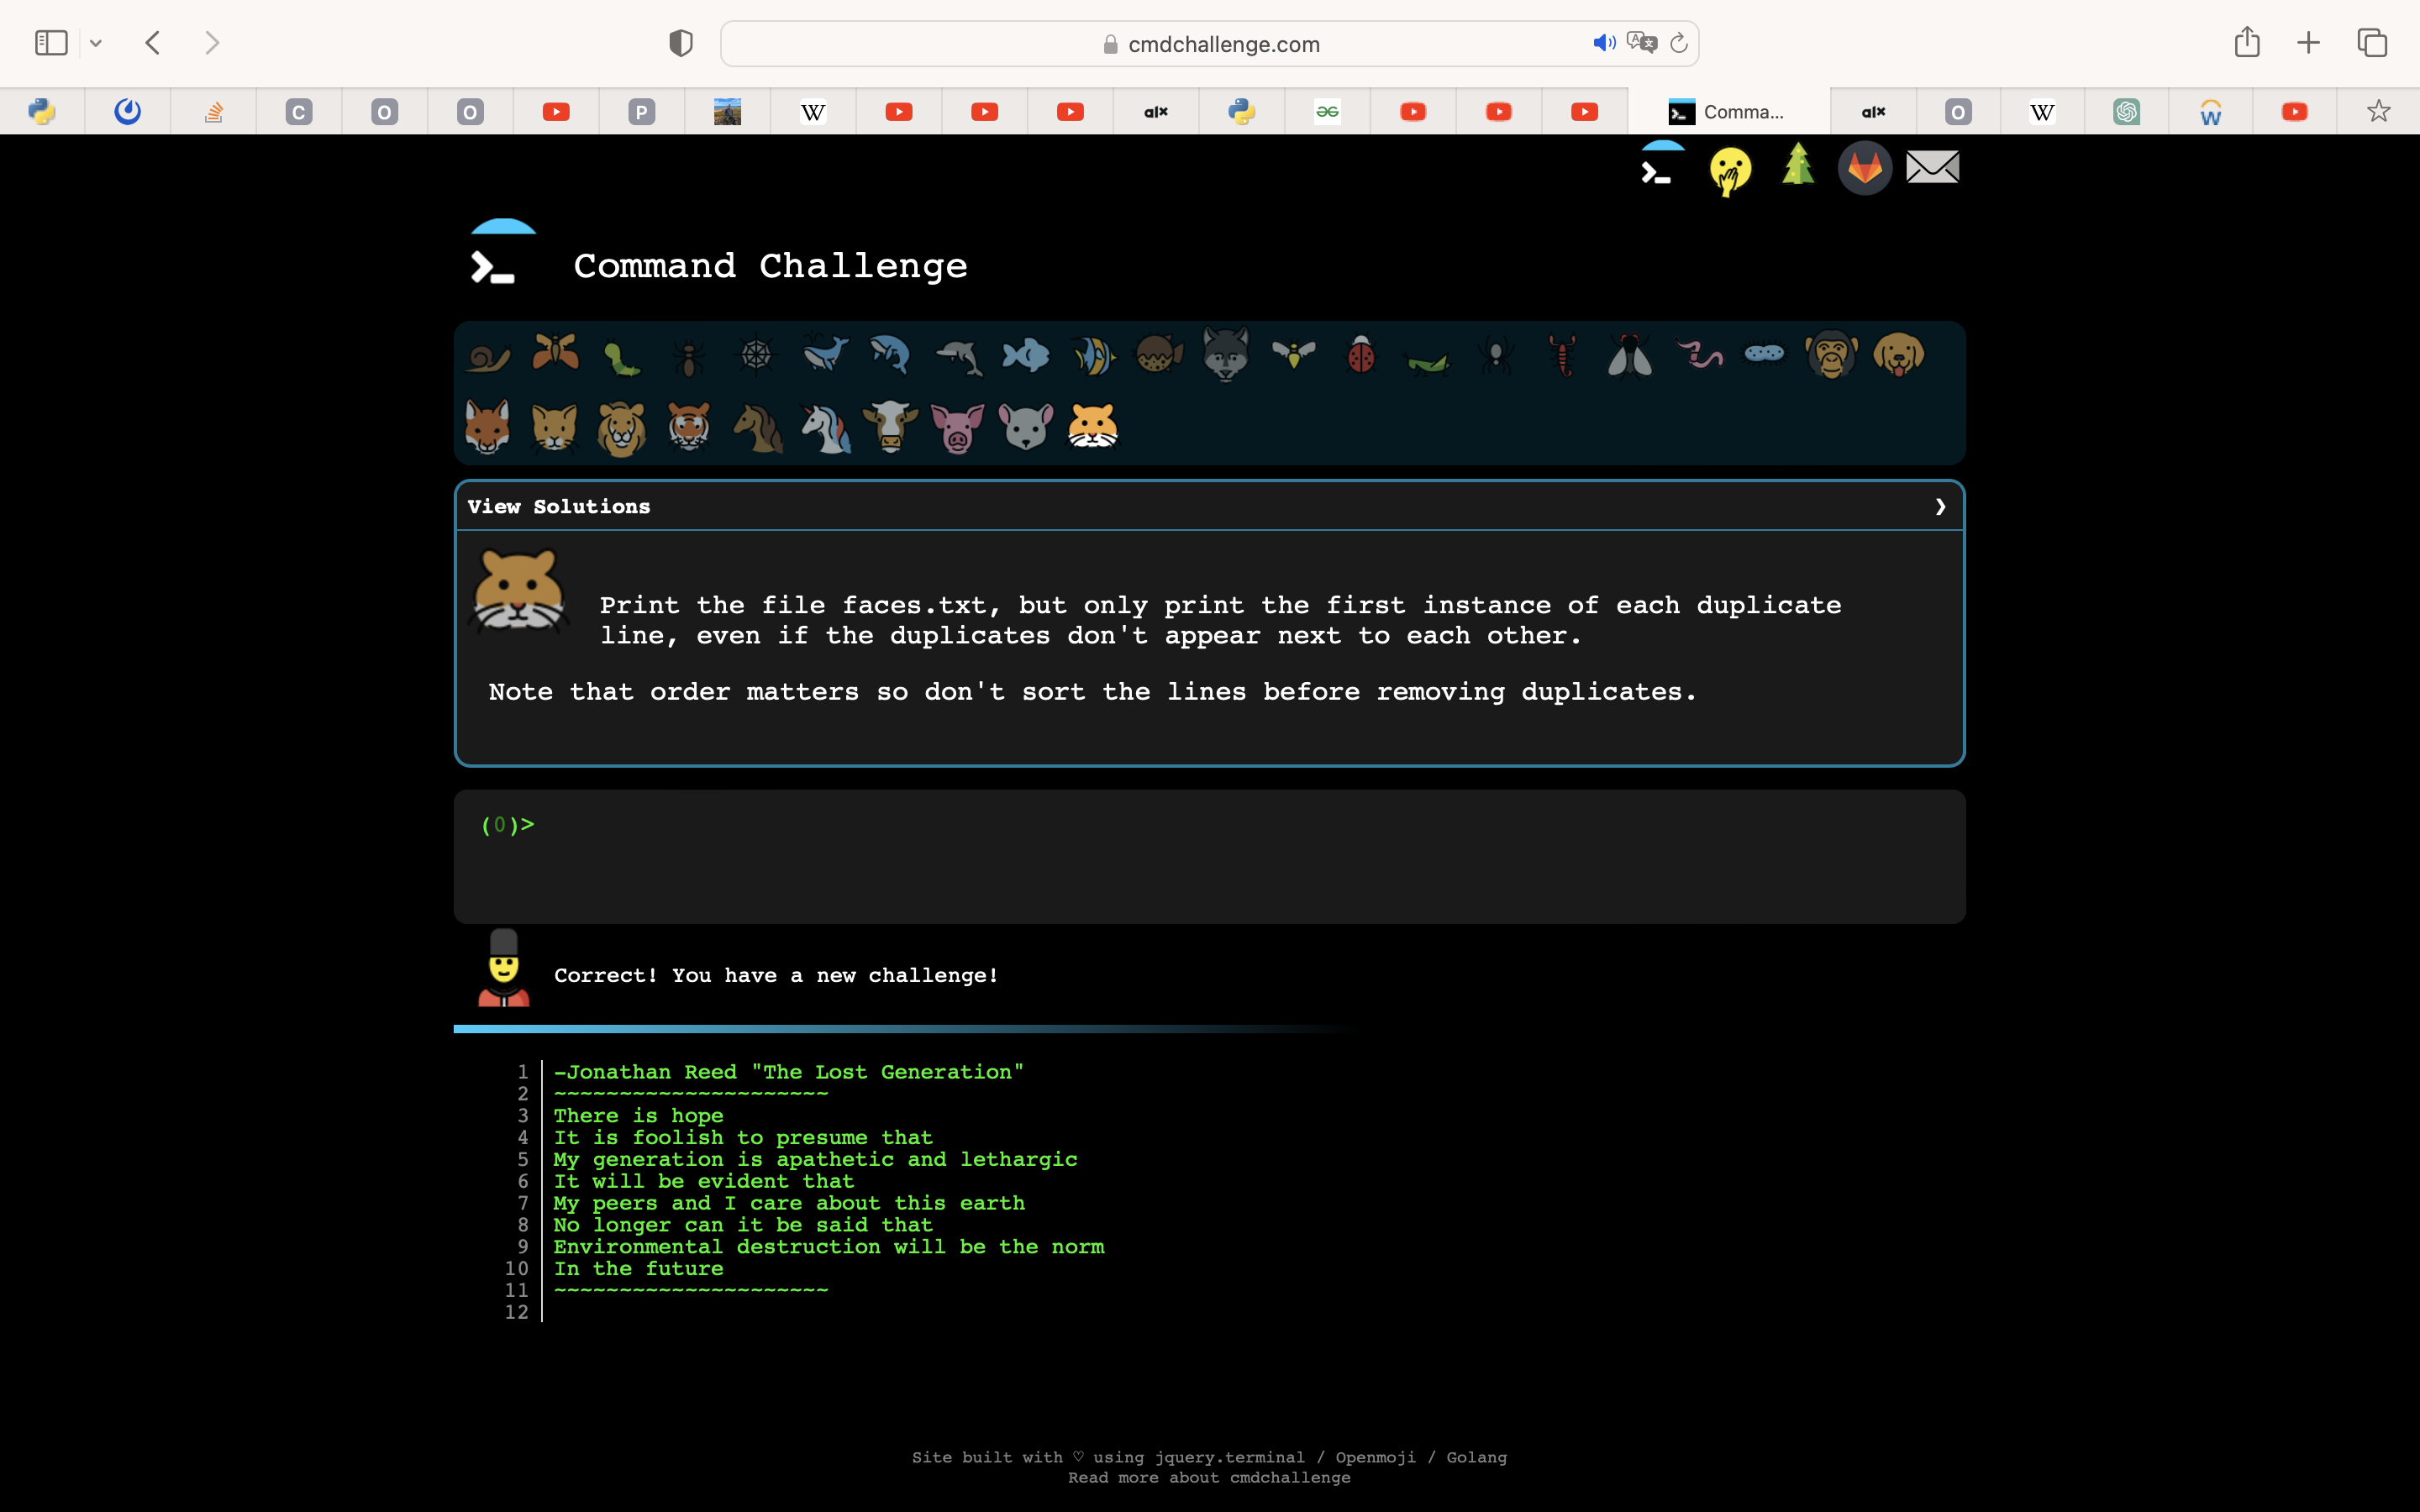 cmdchallenge.com
C
O
O
P
W
alx
Comma...
alx
O
W
W
Command Challenge
View Solutions
Print the file faces.txt, but only print the first instance of each duplicate
line, even if the duplicates don't appear next to each other.
Note that order matters so don't sort the lines before removing duplicates.
(0)>
Correct! You have a new challenge!
1 -Jonathan Reed "The Lost Generation"
2 ~~~~~~~~~~~~~~~~~~~~~
3 There is hope
4 It is foolish to presume that
5 My generation is apathetic and lethargic
6 It will be evident that
7 My peers and I care about this earth
8 No longer can it be said that
9 Environmental destruction will be the norm
10 In the future
11 ~~~~~~~~~~~~~~~~~~~~~
12
Site built with ♡ using jquery.terminal / Openmoji / Golang
Read more about cmdchallenge